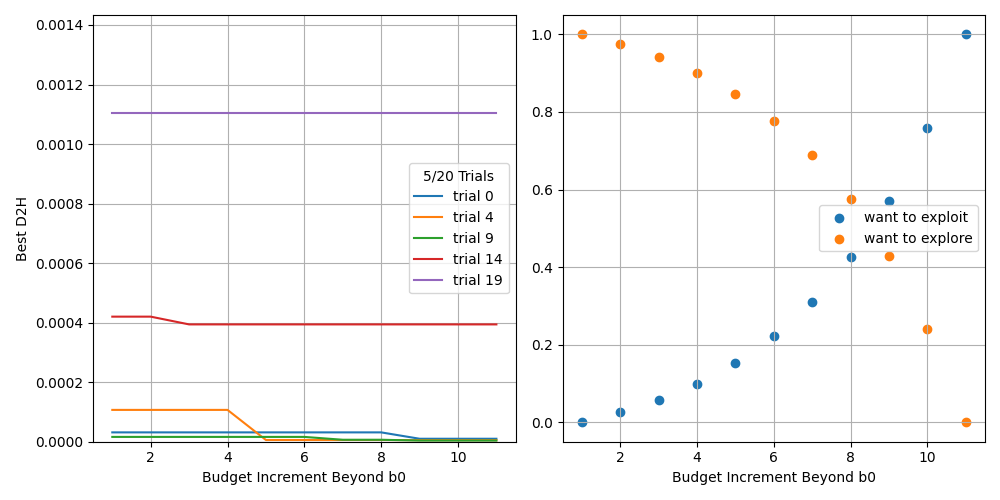 0.0014
0.0012
0.0010
0.0008
0.0006
0.0004
0.0002
0.0000
2 4 6 8 10
Best D2H
Budget Increment Beyond b0
5/20 Trials
trial 0
trial 4
trial 9
trial 14
trial 19
1.0
0.8
0.6
0.4
0.2
0.0
2 4 6 8 10
Budget Increment Beyond b0
want to exploit
want to explore